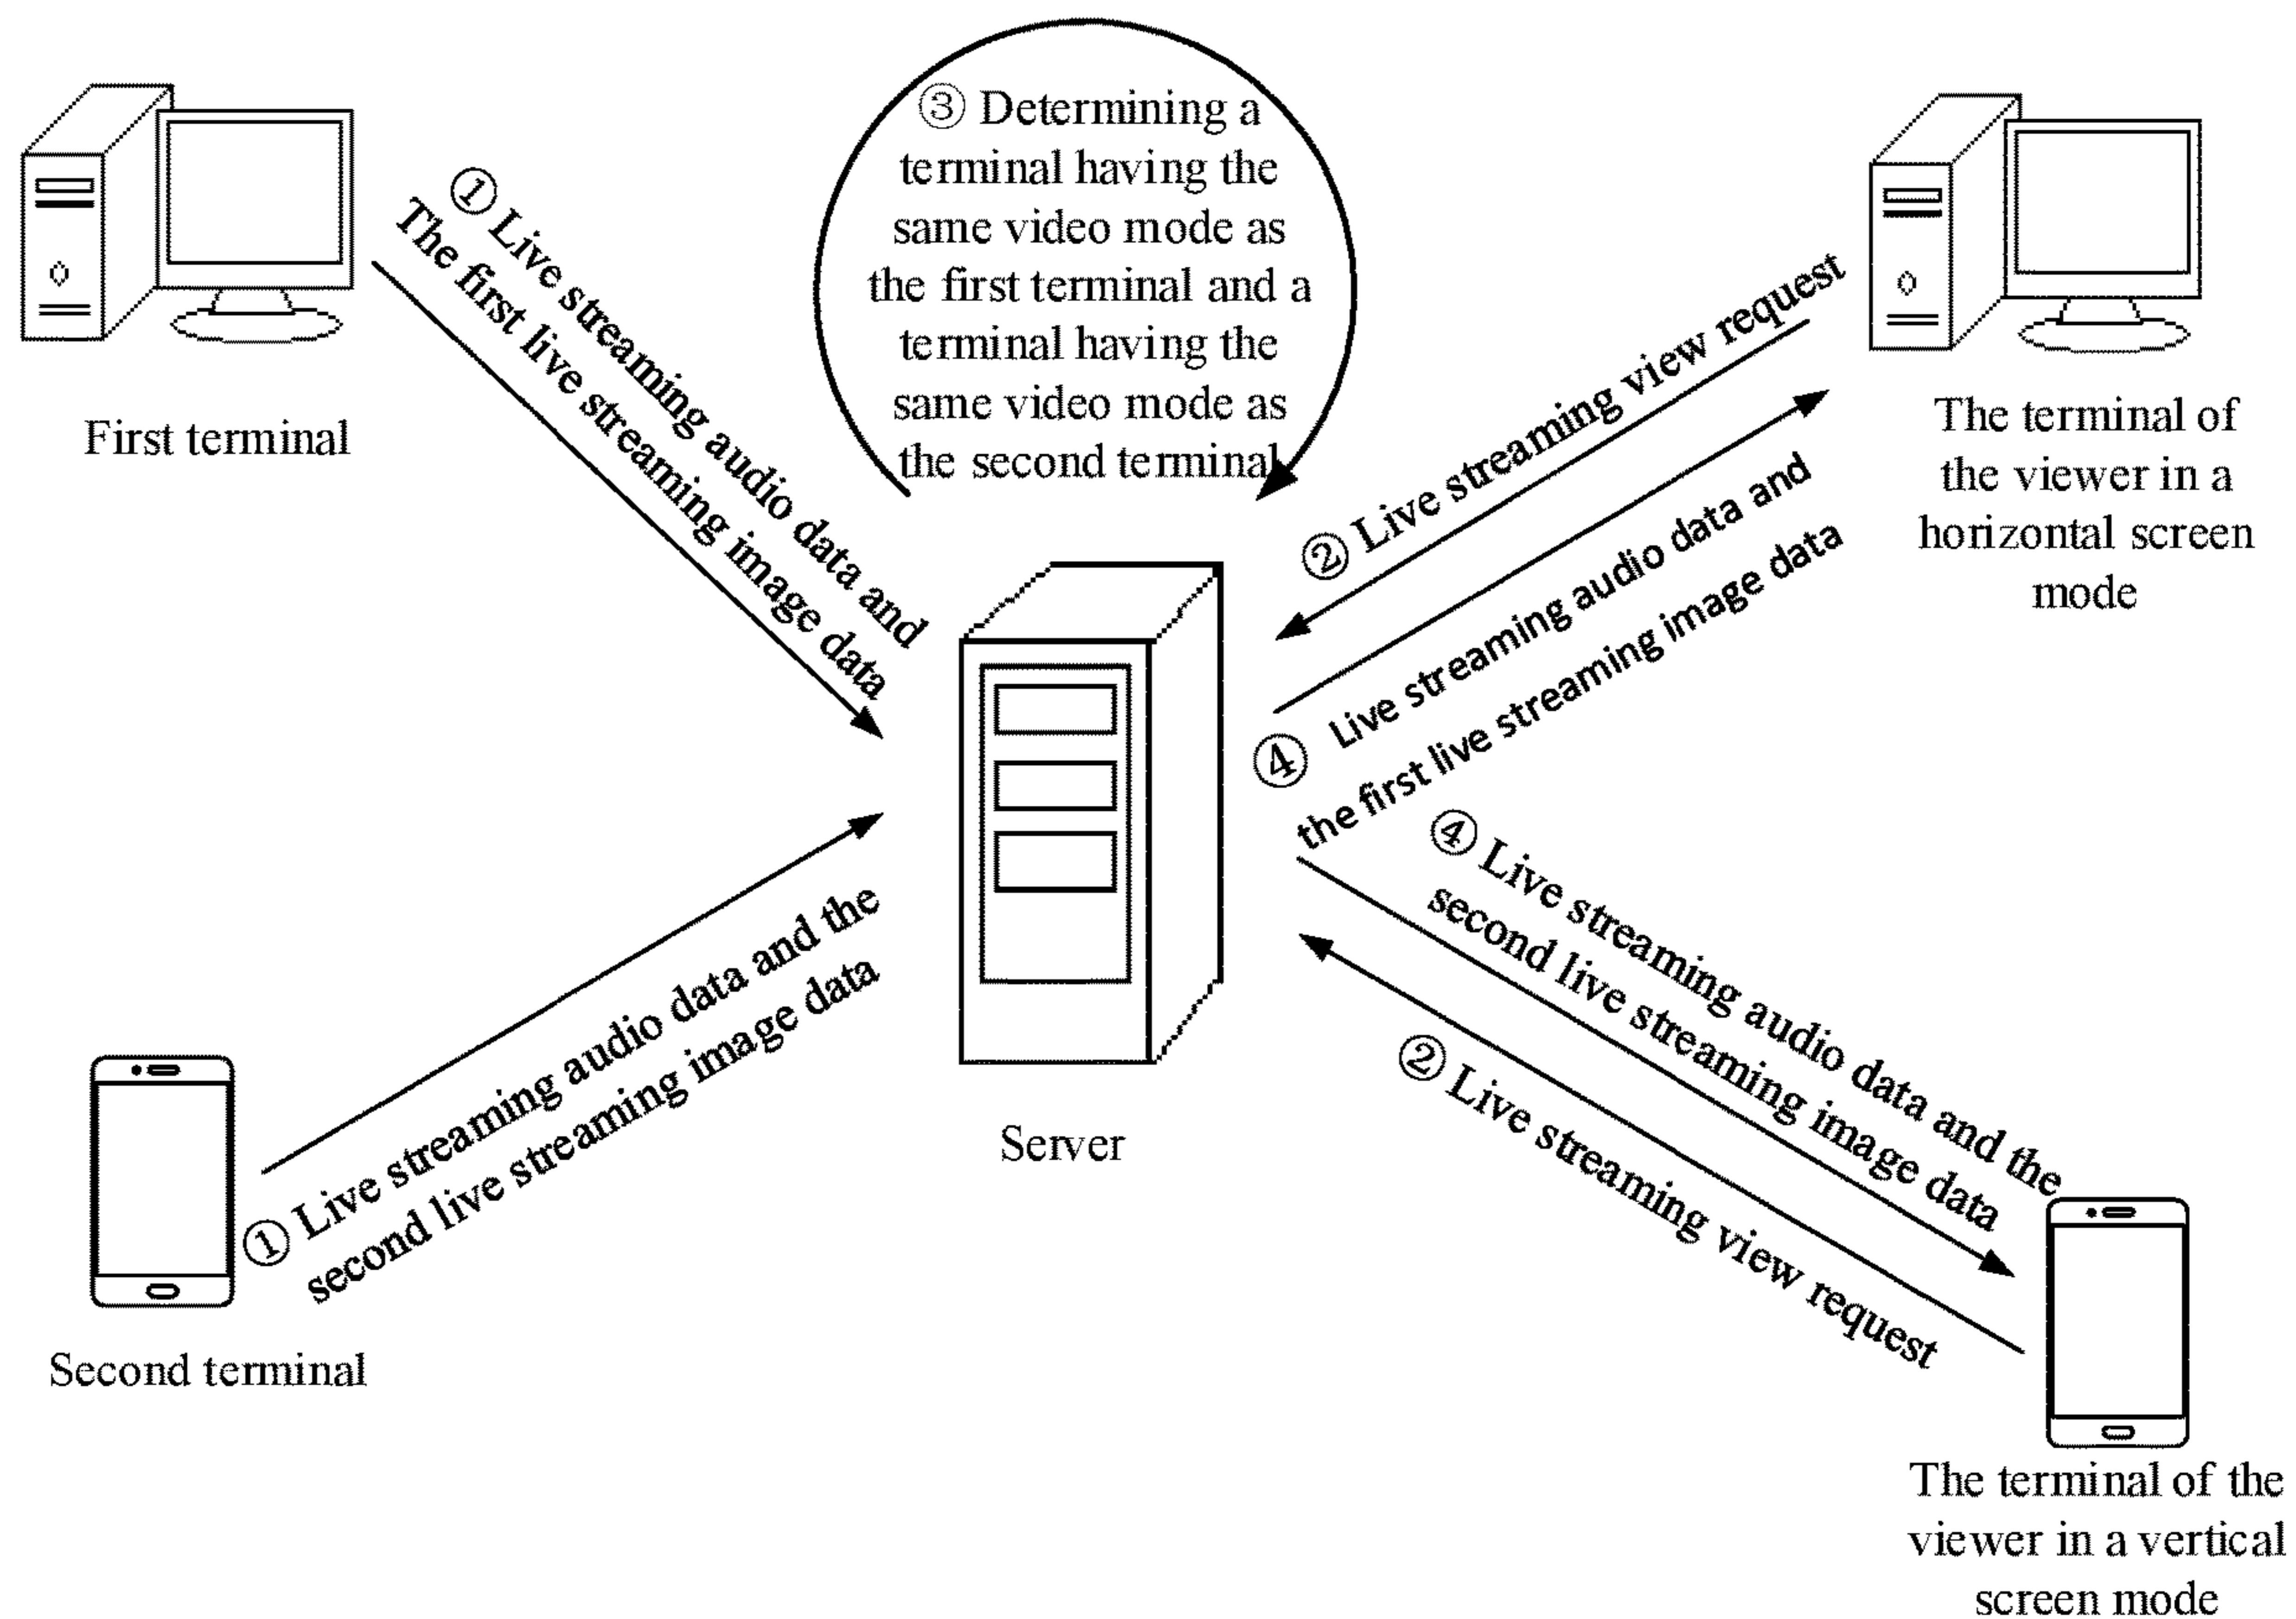 First terminal
① Live streaming audio data and
The first live streaming image data
③ Determining a
terminal having the
same video mode as
the first terminal and a
terminal having the
same video mode as
the second terminal
② Live streaming view request
④ Live streaming audio data and
the first live streaming image data
The terminal of
the viewer in a
horizontal screen
mode
Second terminal
① Live streaming audio data and the
second live streaming image data
Server
④ Live streaming audio data and the
second live streaming image data
② Live streaming view request
The terminal of the
viewer in a vertical
screen mode